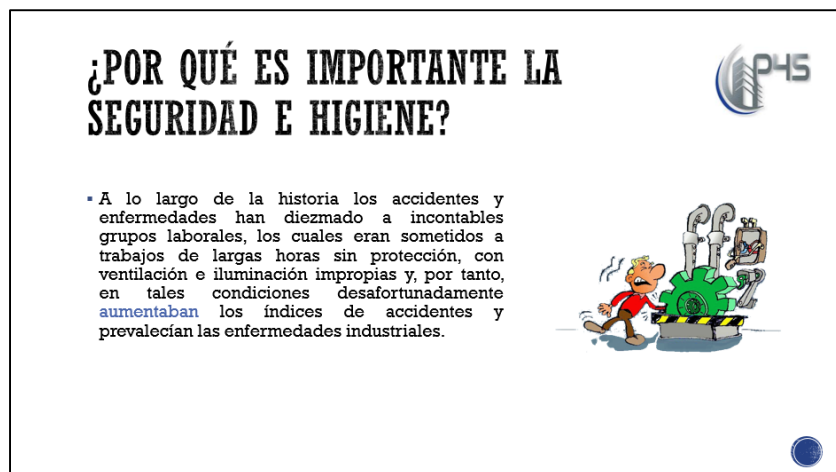 ¿POR QUÉ ES IMPORTANTE LA
SEGURIDAD E HIGIENE?
P4S
▪ A lo largo de la historia los accidentes y
enfermedades han diezmado a incontables
grupos laborales, los cuales eran sometidos a
trabajos de largas horas sin protección, con
ventilación e iluminación impropias y, por tanto,
en tales condiciones desafortunadamente
aumentaban los índices de accidentes y
prevalecían las enfermedades industriales.